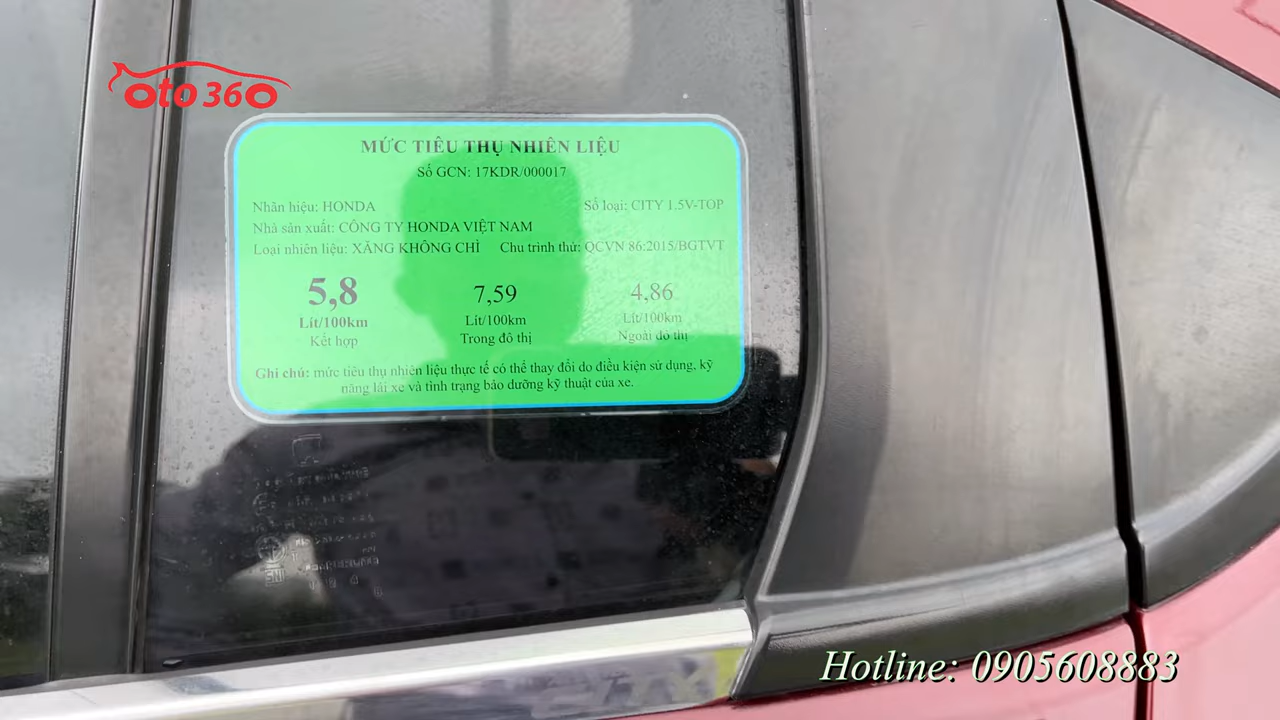 oto 360
MỨC TIÊU THỤ NHIÊN LIỆU
Số GCN: 17KDR/000017
Nhãn hiệu: HONDA Số loại: CITY 1.5V-TOP
Nhà sản xuất: CÔNG TY HONDA VIỆT NAM
Loại nhiên liệu: XĂNG KHÔNG CHÌ Chu trình thử: QCVN 86:2015/BGTVT
5,8 7,59 4,86
Lít/100km Lít/100km Lít/100km
Kết hợp Trong đô thị Ngoài đô thị
Ghi chú: mức tiêu thụ nhiên liệu thực tế có thể thay đổi do điều kiện sử dụng, kỹ
năng lái xe và tình trạng bảo dưỡng kỹ thuật của xe.
Hotline: 0905608883